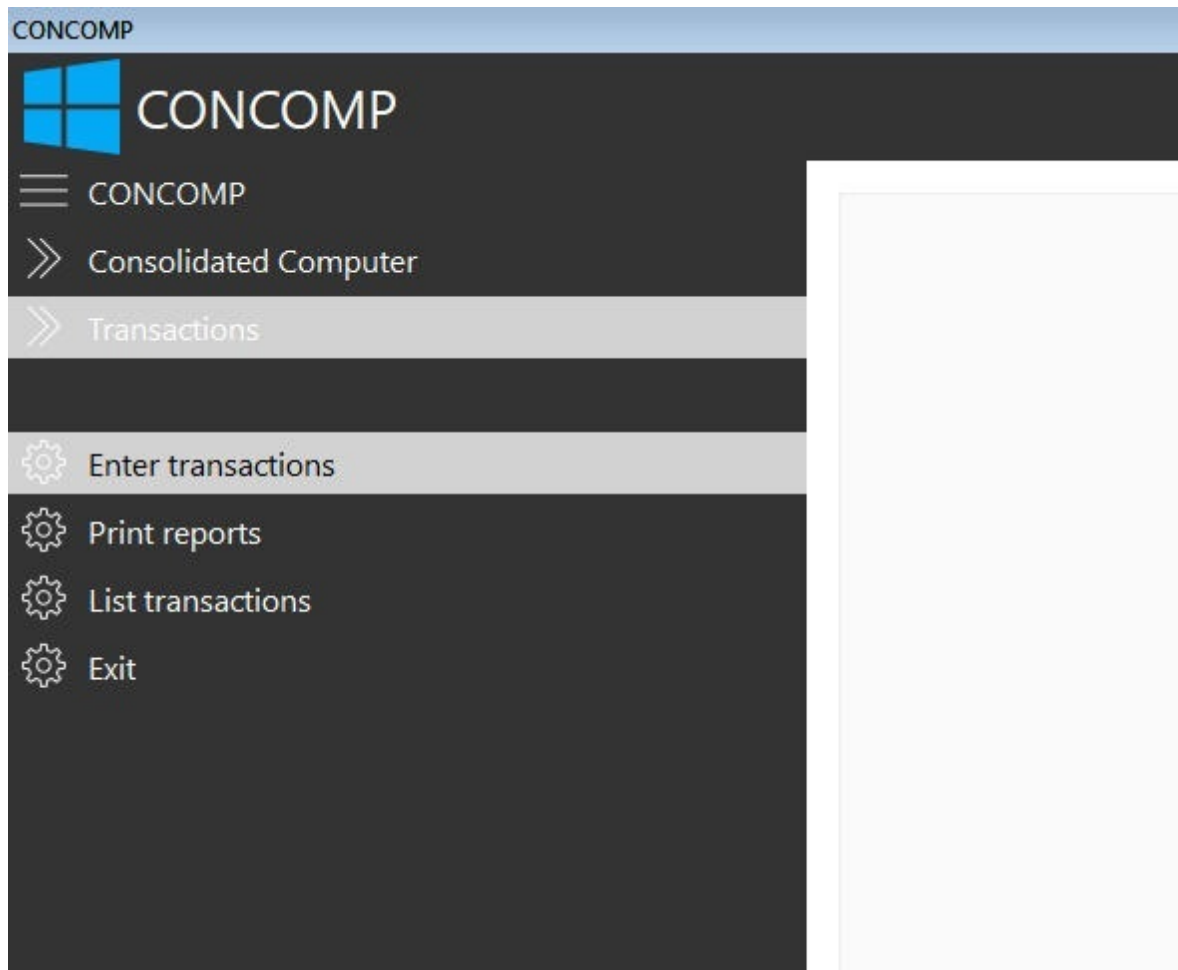 CONCOMP
CONCOMP
CONCOMP
Consolidated Computer
Transactions
Enter transactions
Print reports
List transactions
Exit